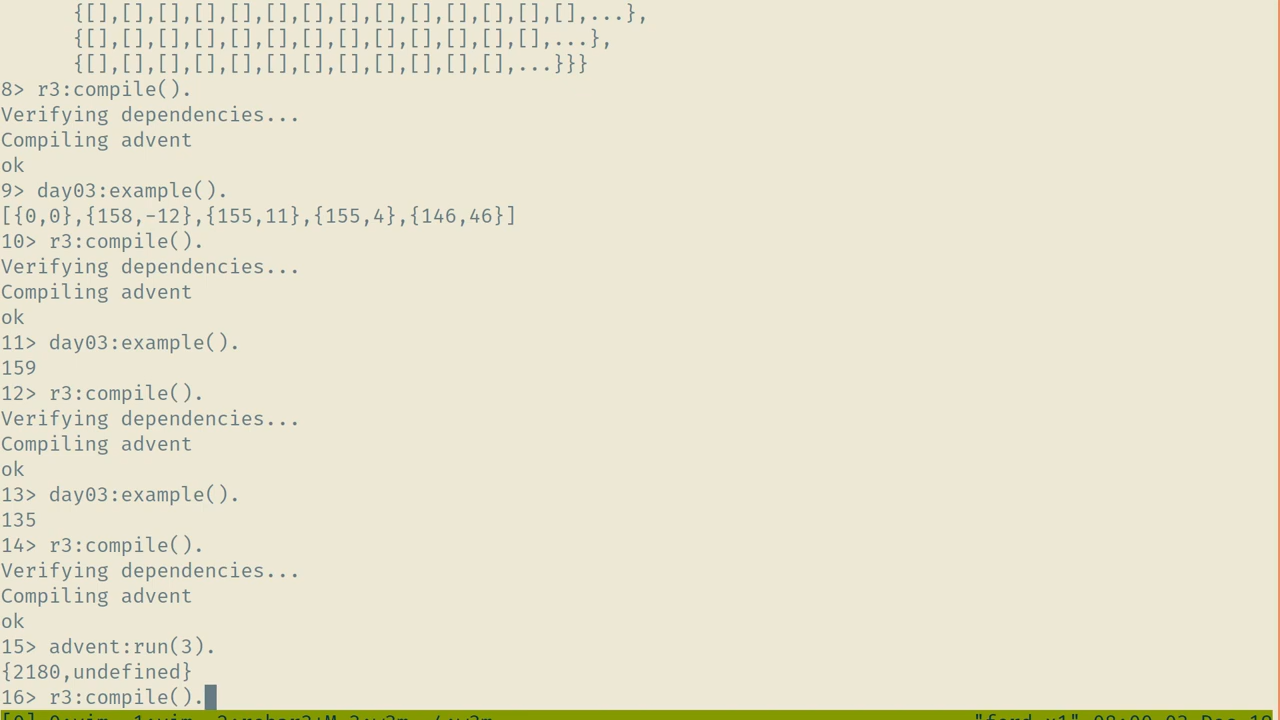 {[],[],[],[],[],[],[],[],[],[],[],[],[],[],...},
{[],[],[],[],[],[],[],[],[],[],[],[],[],...},
{[],[],[],[],[],[],[],[],[],[],[],[],...}}}
8> r3:compile().
Verifying dependencies...
Compiling advent
ok
9> day03:example().
[{0,0},{158,-12},{155,11},{155,4},{146,46}]
10> r3:compile().
Verifying dependencies...
Compiling advent
ok
11> day03:example().
159
12> r3:compile().
Verifying dependencies...
Compiling advent
ok
13> day03:example().
135
14> r3:compile().
Verifying dependencies...
Compiling advent
ok
15> advent:run(3).
{2180,undefined}
16> r3:compile().